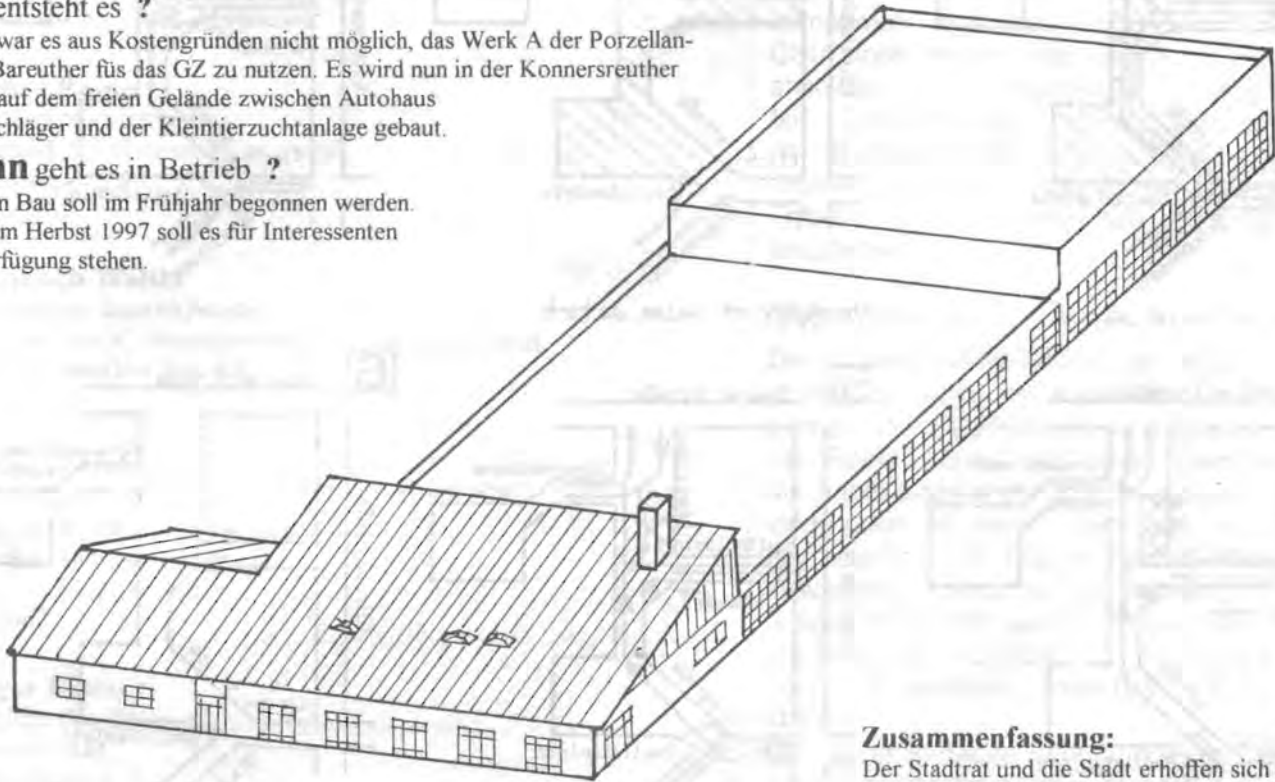 entsteht es ?
war es aus Kostengründen nicht möglich, das Werk A der Porzellan-
Bareuther füs das GZ zu nutzen. Es wird nun in der Konnersreuther
auf dem freien Gelände zwischen Autohaus
chläger und der Kleintierzuchtanlage gebaut.
nn geht es in Betrieb ?
n Bau soll im Frühjahr begonnen werden.
m Herbst 1997 soll es für Interessenten
rfügung stehen.
Zusammenfassung:
Der Stadtrat und die Stadt erhoffen sich